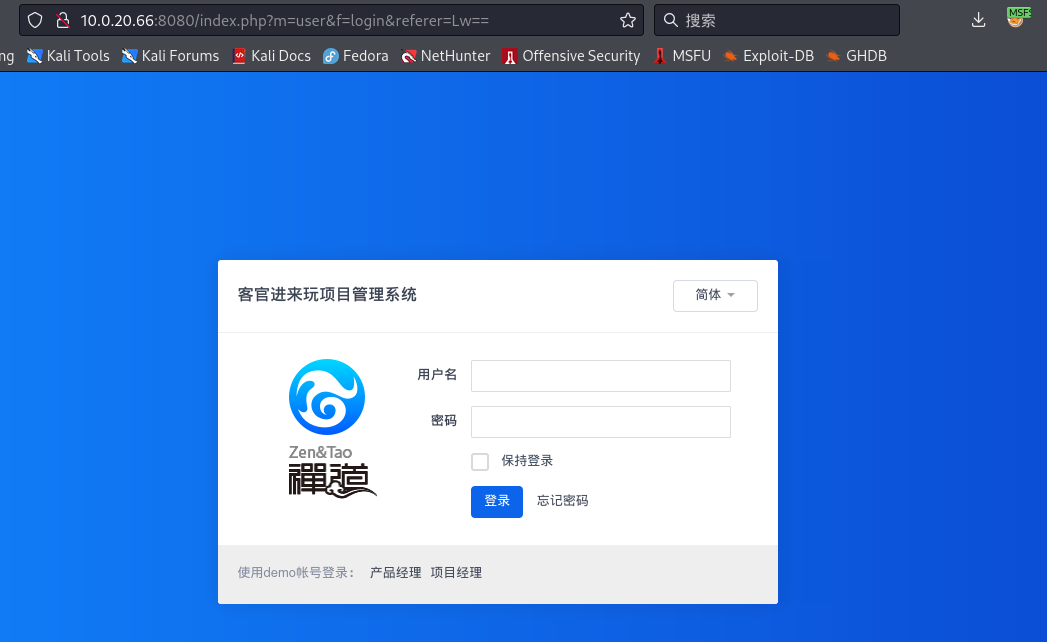 10.0.20.66:8080/index.php?m=user&f=login&referer=Lw==
搜索
MSF
ng Kali Tools Kali Forums Kali Docs Fedora NetHunter Offensive Security MSFU Exploit-DB GHDB
客官进来玩项目管理系统
简体
用户名
密码
保持登录
登录 忘记密码
Zen&Tao
禅道
使用demo帐号登录： 产品经理 项目经理